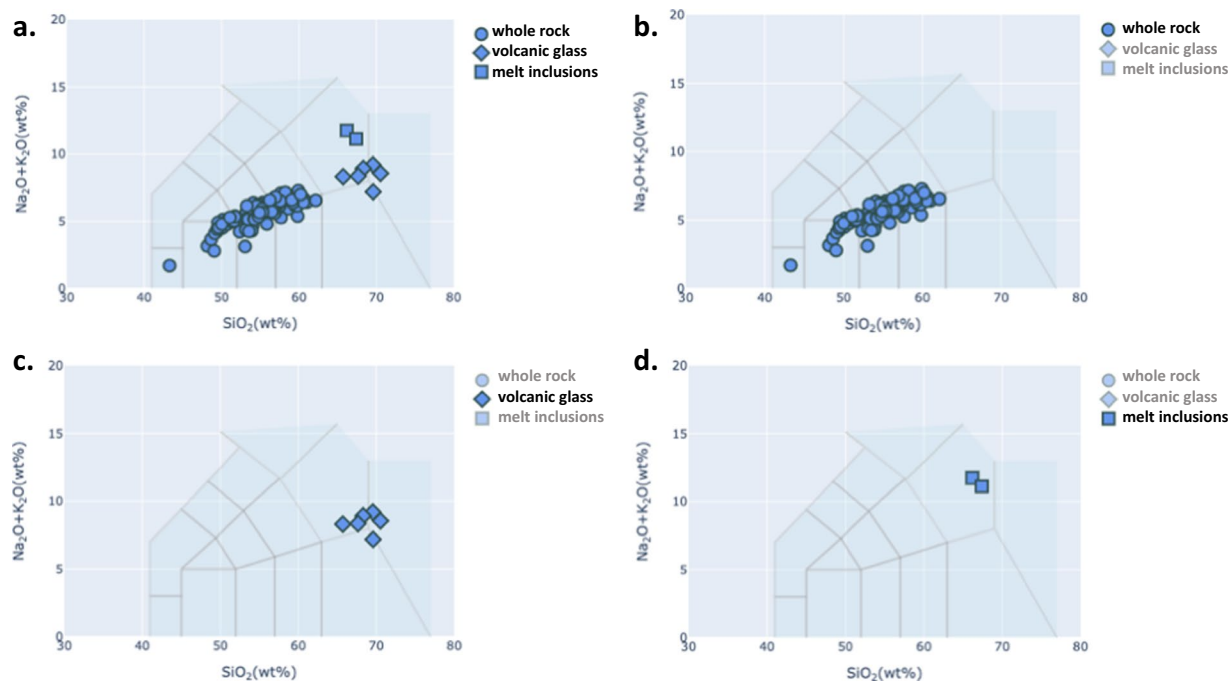 a.
20
15
10
5
0
30
40
50
60
70
80
Na₂O+K₂O(wt%)
SiO₂(wt%)
whole rock
volcanic glass
melt inclusions
b.
20
15
10
5
0
30
40
50
60
70
80
Na₂O+K₂O(wt%)
SiO₂(wt%)
whole rock
volcanic glass
melt inclusions
c.
20
15
10
5
0
30
40
50
60
70
80
Na₂O+K₂O(wt%)
SiO₂(wt%)
whole rock
volcanic glass
melt inclusions
d.
20
15
10
5
0
30
40
50
60
70
80
Na₂O+K₂O(wt%)
SiO₂(wt%)
whole rock
volcanic glass
melt inclusions